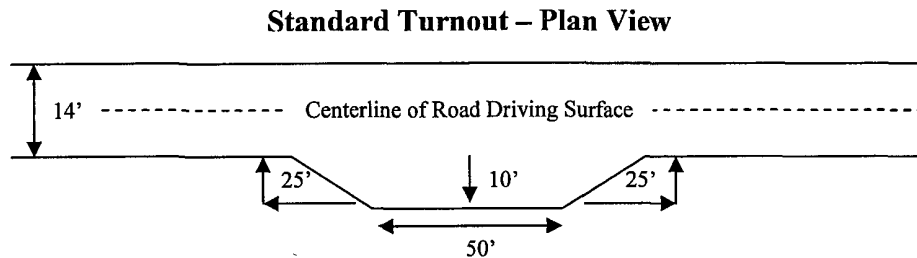 Standard Turnout – Plan View
14’
Centerline of Road Driving Surface
25’
10’
25’
50’